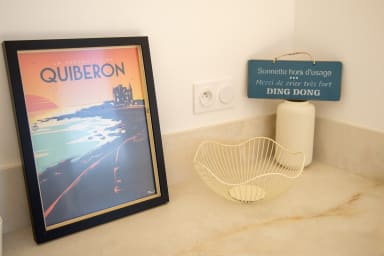 QUIBERON
Sonnette hors d'usage
Merci de crier très fort
DING DONG